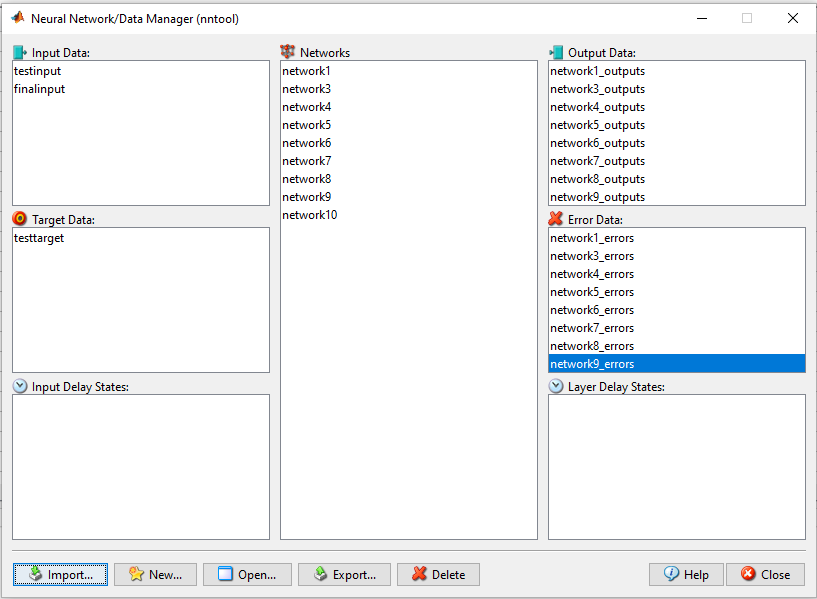 Neural Network/Data Manager (nntool)
Input Data:
testinput
finalinput
Target Data:
testtarget
Input Delay States:
Networks
network1
network3
network4
network5
network6
network7
network8
network9
network10
Output Data:
network1_outputs
network3_outputs
network4_outputs
network5_outputs
network6_outputs
network7_outputs
network8_outputs
network9_outputs
Error Data:
network1_errors
network3_errors
network4_errors
network5_errors
network6_errors
network7_errors
network8_errors
network9_errors
Layer Delay States:
Import... New... Open... Export... Delete Help Close